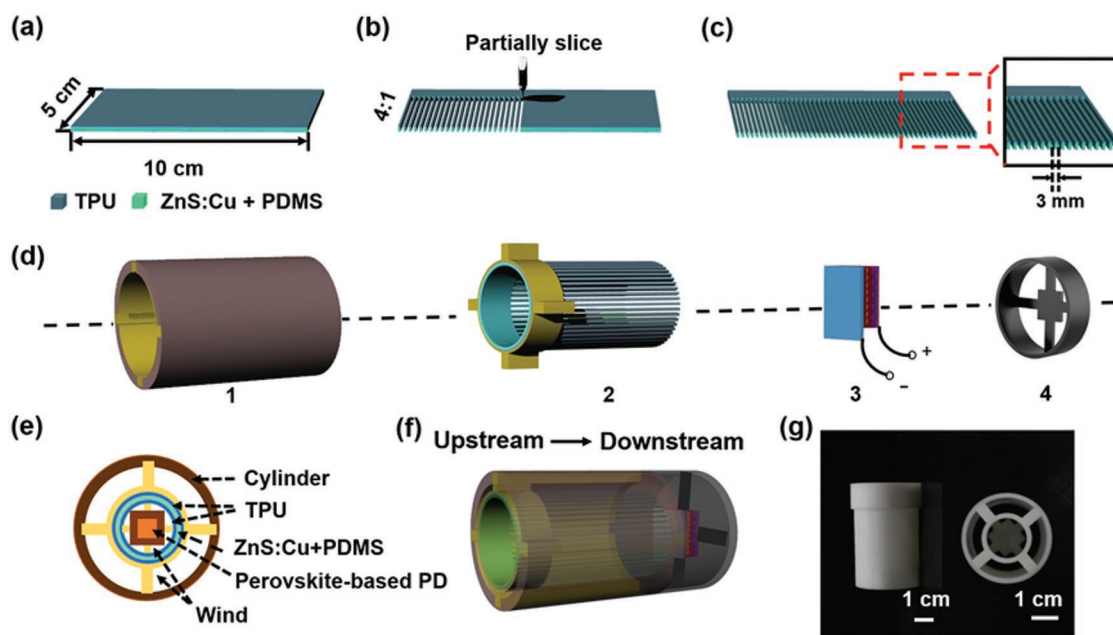 (a)
5 cm
10 cm
TPU ZnS:Cu + PDMS
(b)
Partially slice
4:1
(c)
3 mm
(d)
1
2
3
+
−
4
(e)
Cylinder
TPU
ZnS:Cu+PDMS
Perovskite-based PD
Wind
(f)
Upstream Downstream
(g)
1 cm
1 cm